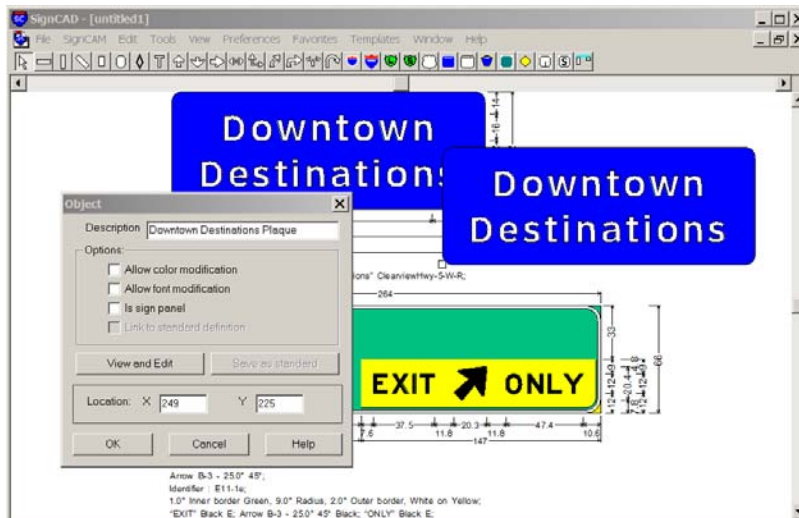 SignCAD - [untitled1]
File SignCAM Edit Tools View Preferences Favorites Templates Window Help
Downtown
Destinations
14
16
Downtown
Destinations
Object
Description Downtown Destinations Plaque
Options:
Allow color modification
Allow font modification
Is sign panel
Link to standard definition
View and Edit Save as standard
Location: X 249 Y 225
OK Cancel Help
ions" ClearviewHwy-5-W-R;
264
33
66
EXIT ONLY
7.6 37.5 11.8 20.3 11.8 47.4 10.6
147
Arrow B-3 - 25.0" 45°;
Identifier : E11-1e;
1.0" Inner border Green, 9.0" Radius, 2.0" Outer border, White on Yellow;
"EXIT" Black E; Arrow B-3 - 25.0" 45° Black; "ONLY" Black E;